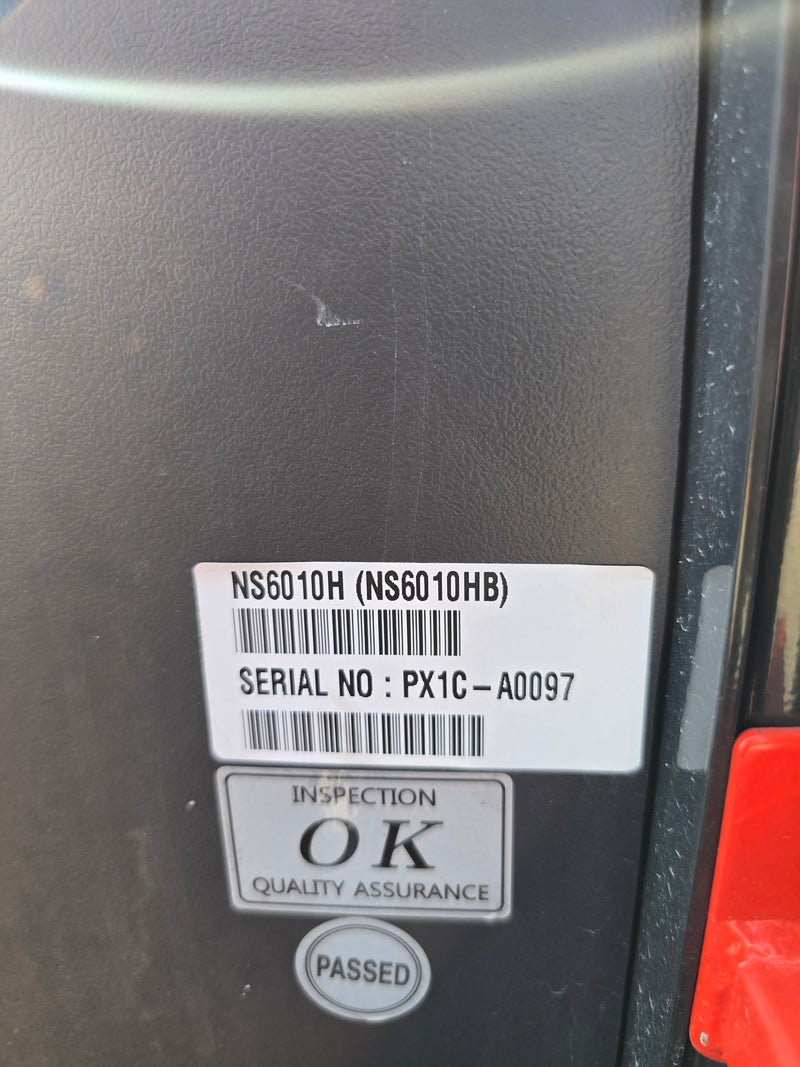 NS6010H (NS6010HB)
SERIAL NO : PX1C-A0097
INSPECTION
OK
QUALITY ASSURANCE
PASSED